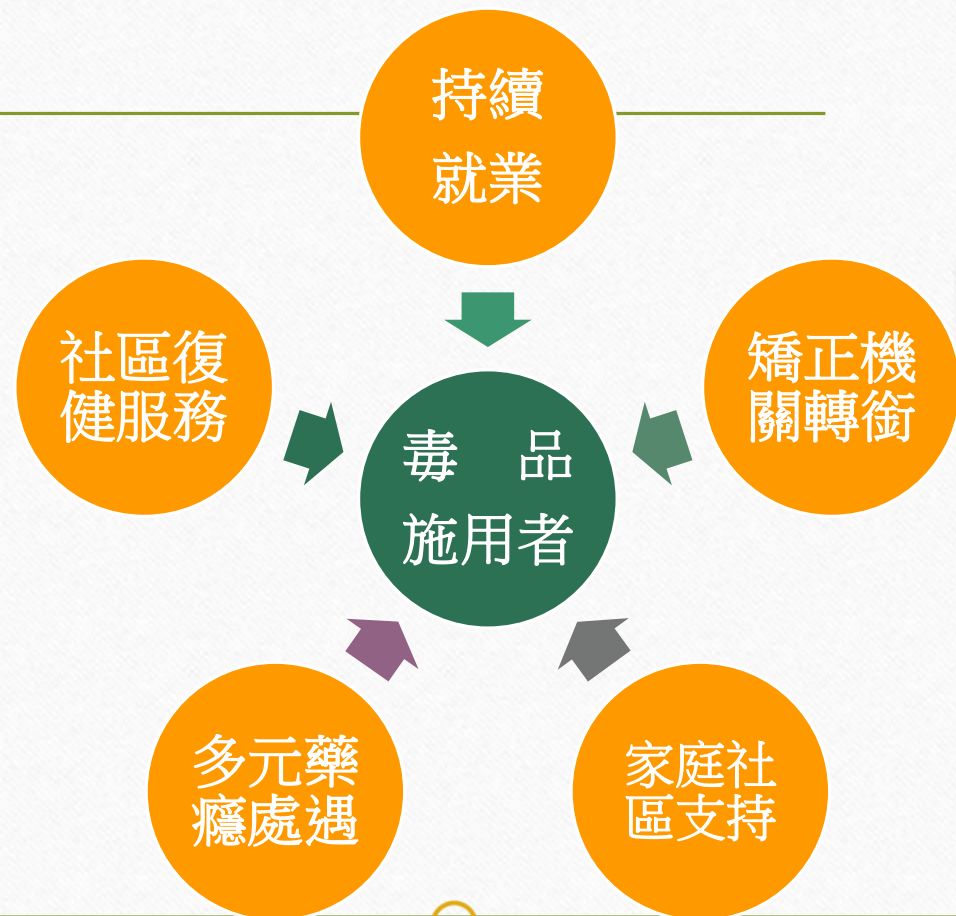 持續
就業
社區復
健服務
矯正機
關轉銜
毒　品
施用者
多元藥
癮處遇
家庭社
區支持